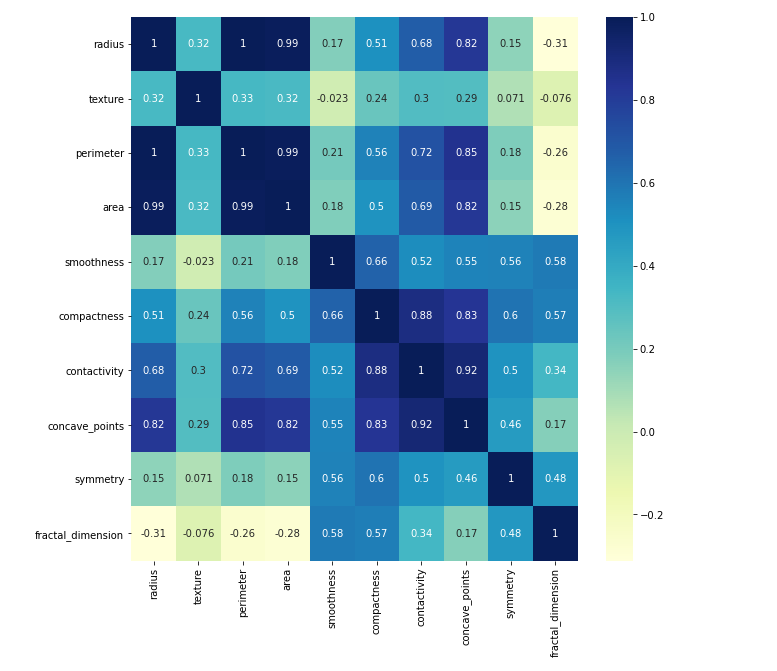 radius 1 0.32 1 0.99 0.17 0.51 0.68 0.82 0.15 -0.31
texture 0.32 1 0.33 0.32 -0.023 0.24 0.3 0.29 0.071 -0.076
perimeter 1 0.33 1 0.99 0.21 0.56 0.72 0.85 0.18 -0.26
area 0.99 0.32 0.99 1 0.18 0.5 0.69 0.82 0.15 -0.28
smoothness 0.17 -0.023 0.21 0.18 1 0.66 0.52 0.55 0.56 0.58
compactness 0.51 0.24 0.56 0.5 0.66 1 0.88 0.83 0.6 0.57
contactivity 0.68 0.3 0.72 0.69 0.52 0.88 1 0.92 0.5 0.34
concave_points 0.82 0.29 0.85 0.82 0.55 0.83 0.92 1 0.46 0.17
symmetry 0.15 0.071 0.18 0.15 0.56 0.6 0.5 0.46 1 0.48
fractal_dimension -0.31 -0.076 -0.26 -0.28 0.58 0.57 0.34 0.17 0.48 1
radius
texture
perimeter
area
smoothness
compactness
contactivity
concave_points
symmetry
fractal_dimension
1.0
0.8
0.6
0.4
0.2
0.0
−0.2